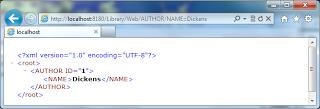 http://localhost:8180/Library/Web/AUTHOR/NAME=Dickens
localhost
<?xml version="1.0" encoding="UTF-8"?>
- <root>
- <AUTHOR ID="1">
<NAME>Dickens</NAME>
</AUTHOR>
</root>